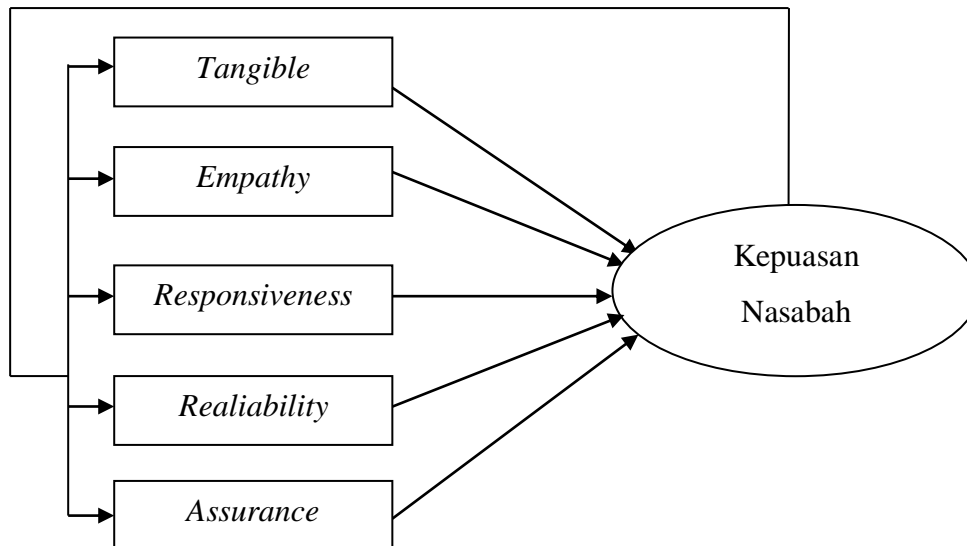 Tangible
Empathy
Responsiveness
Realiability
Assurance
Kepuasan
Nasabah